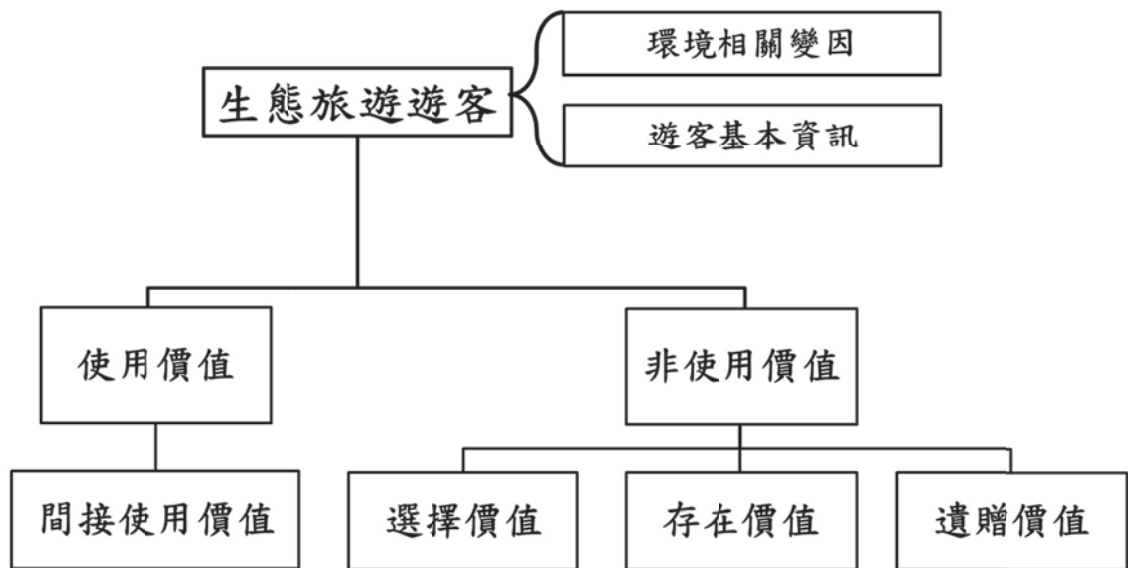 環境相關變因
生態旅遊遊客
遊客基本資訊
使用價值
非使用價值
間接使用價值
選擇價值
存在價值
遺贈價值